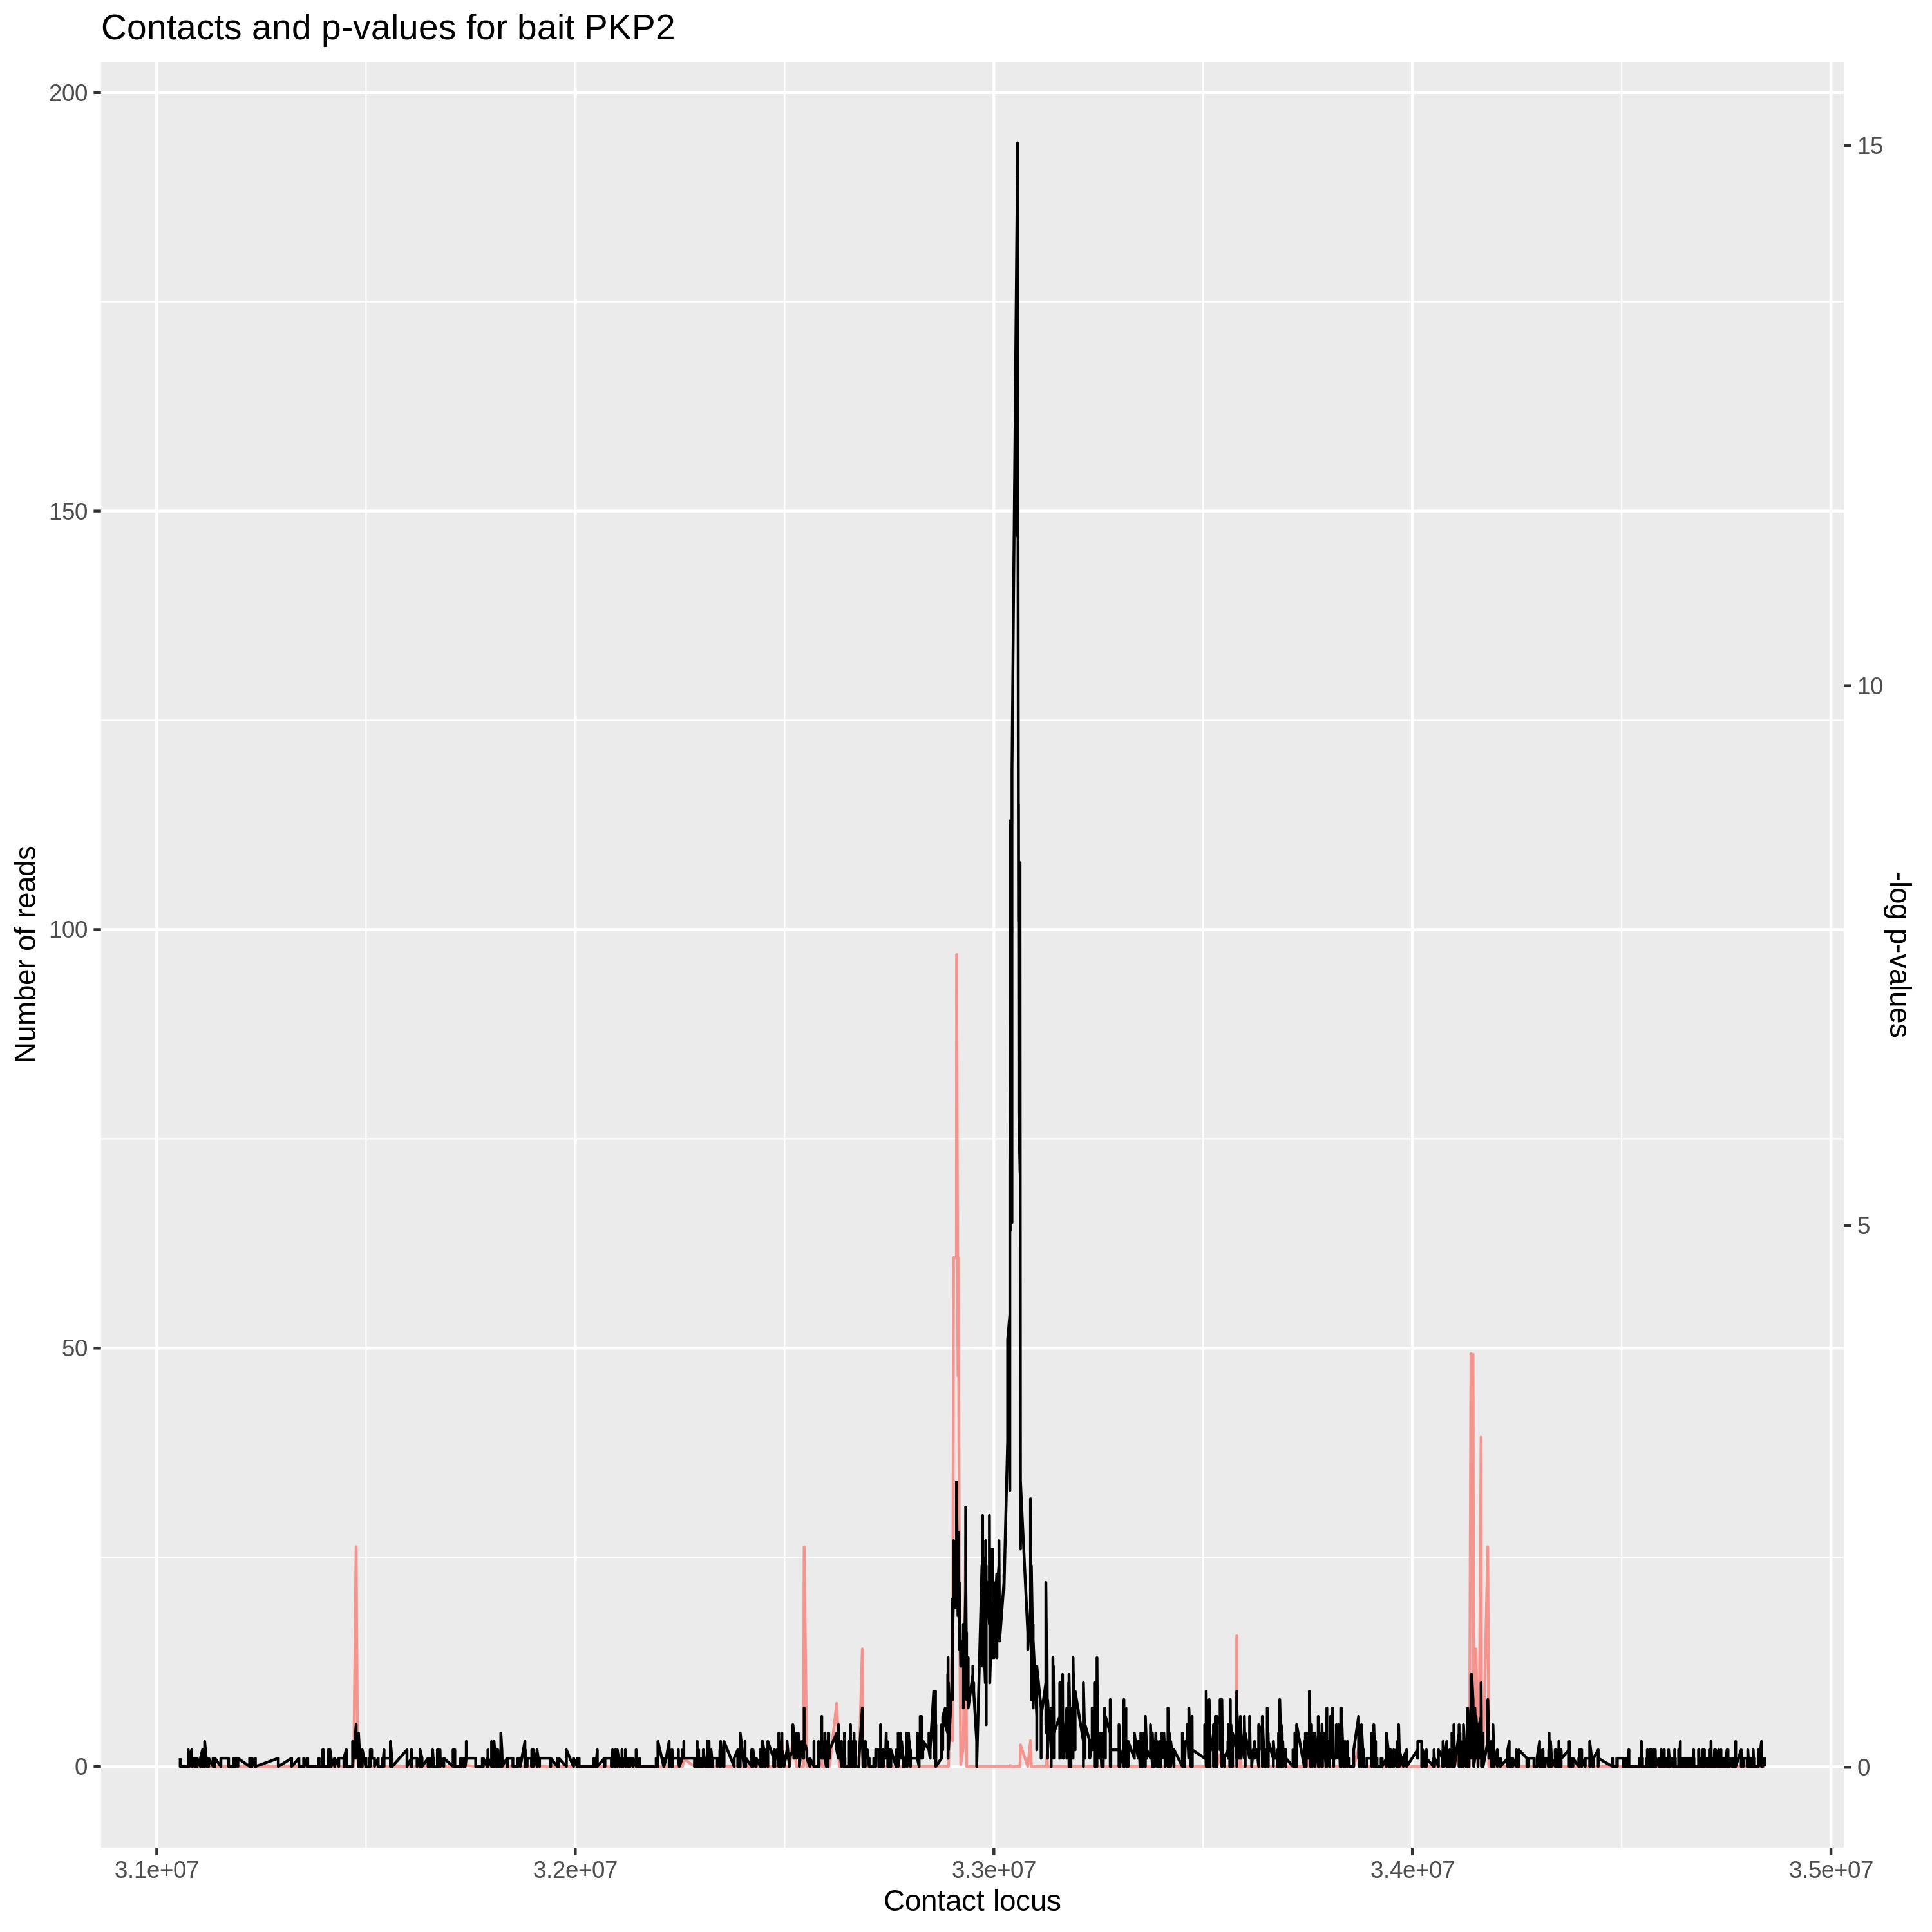 Contacts and p-values for bait PKP2
200
150
100
50
0
Number of reads
15
10
5
0
-log p-values
3.1e+07
3.2e+07
3.3e+07
3.4e+07
3.5e+07
Contact locus